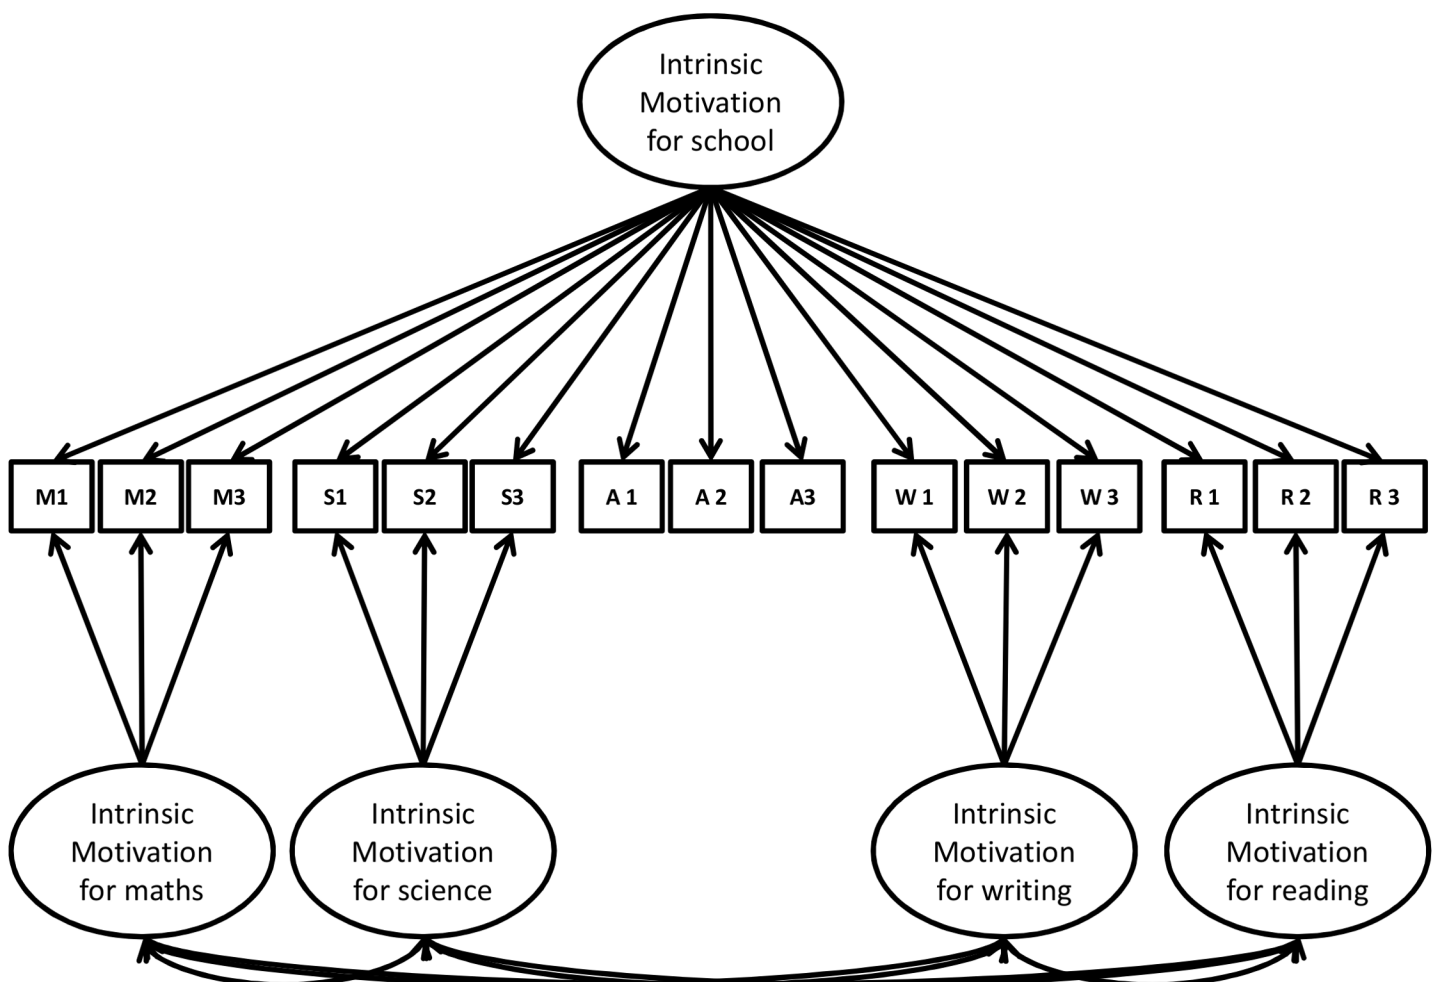 Intrinsic
Motivation
for school
M1 M2 M3 S1 S2 S3 A 1 A 2 A3 W 1 W 2 W 3 R 1 R 2 R 3
Intrinsic
Motivation
for maths
Intrinsic
Motivation
for science
Intrinsic
Motivation
for writing
Intrinsic
Motivation
for reading